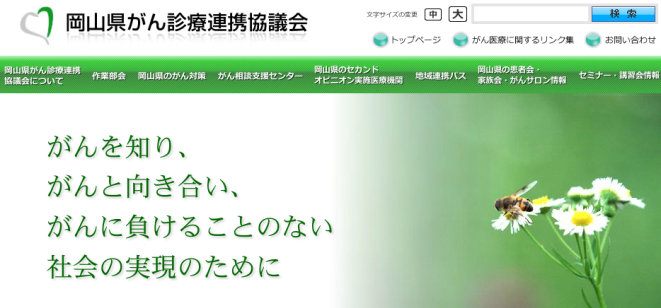 岡山県がん診療連携協議会
文字サイズの変更 中 大 検索
トップページ がん医療に関するリンク集 お問い合わせ
岡山県がん診療連携
協議会について
作業部会
岡山県のがん対策
がん相談支援センター
岡山県のセカンド
オピニオン実施医療機関
地域連携パス
岡山県の患者会・
家族会・がんサロン情報
セミナー・講習会情報
がんを知り、
がんと向き合い、
がんに負けることのない
社会の実現のために